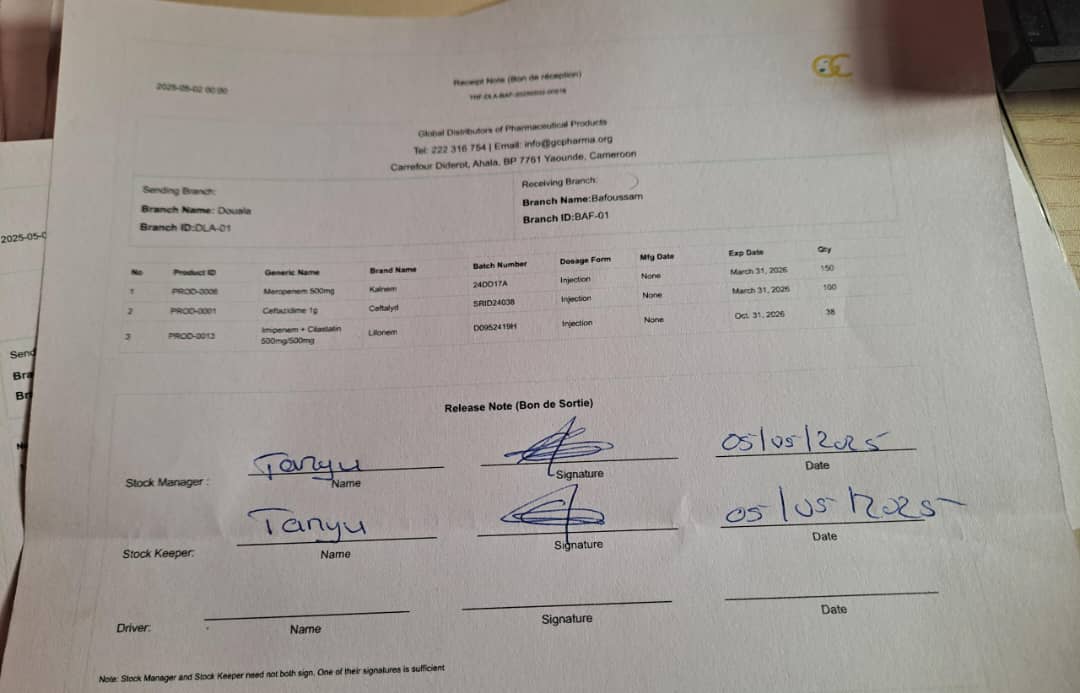 2025-05-02 00:00
Receipt Note (Bon de réception)
GC
Global Distributors of Pharmaceutical Products
Tel: 222 316 754 | Email: info@gcpharma.org
Carrefour Diderot, Ahala, BP 7761 Yaounde, Cameroon
Sending Branch: Receiving Branch:
Branch Name: Douala Branch Name:Bafoussam
Branch ID:DLA-01 Branch ID:BAF-01
No Product ID Generic Name Brand Name Batch Number Dosage Form Mfg Date Exp Date Qty
1 PROD-0006 Meropenem 500mg Kalnem 24DD17A Injection None March 31, 2026 150
2 PROD-0001 Ceftazidime 1g Ceftalyd SRID24038 Injection None March 31, 2026 100
3 PROD-0013 Imipenem + Cilastatin Lilonem D0952419H Injection None Oct. 31, 2026 38
500mg/500mg
Release Note (Bon de Sortie)
Stock Manager : Tanyu 05/05/2025
Name Signature Date
Stock Keeper: Tanyu 05/05/2025
Name Signature Date
Driver:
Name Signature Date
Note: Stock Manager and Stock Keeper need not both sign. One of their signatures is sufficient
2025-05-0
Send
Bra
Br